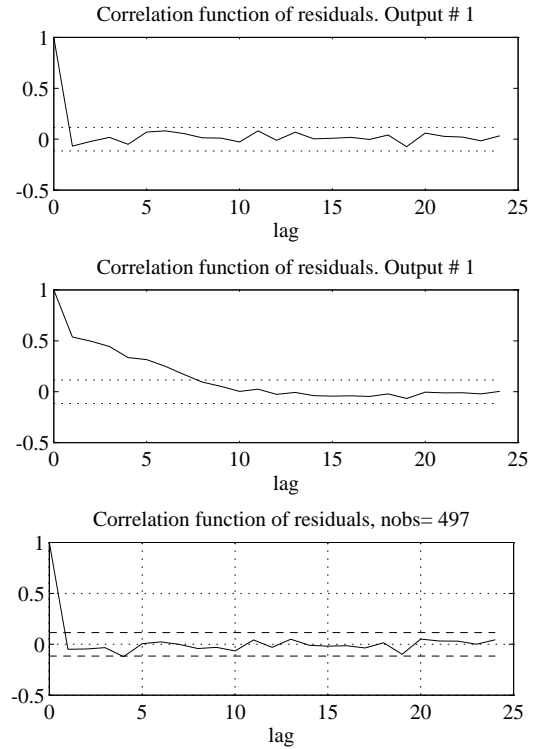 Correlation function of residuals. Output # 1
1
0.5
0
-0.5
0 5 10 15 20 25
lag
Correlation function of residuals. Output # 1
1
0.5
0
-0.5
0 5 10 15 20 25
lag
Correlation function of residuals, nobs= 497
1
0.5
0
-0.5
0 5 10 15 20 25
lag